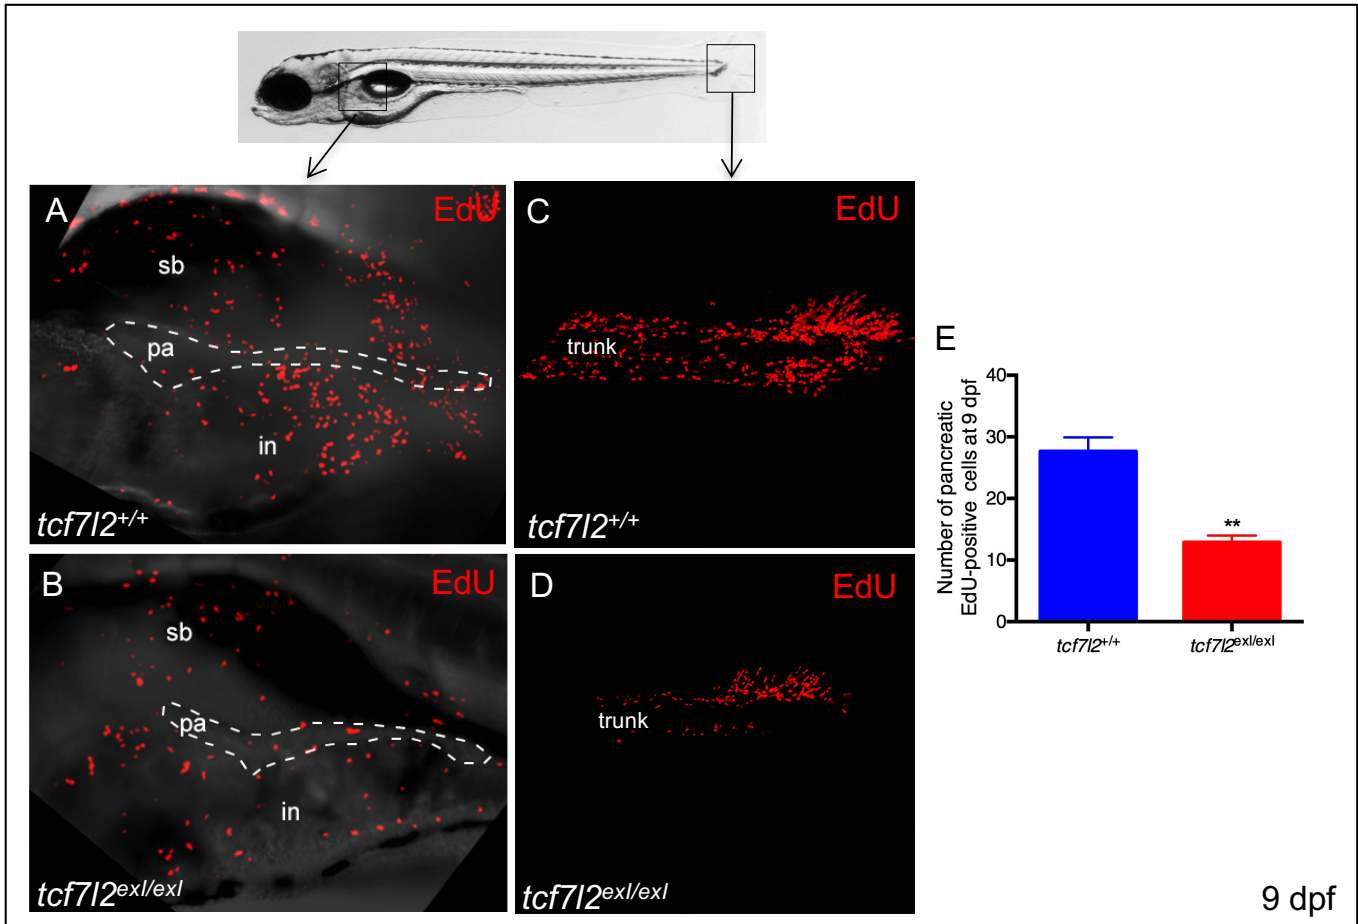 A
EdU
sb
pa
in
tcf7l2+/+
C
EdU
trunk
tcf7l2+/+
B
EdU
sb
pa
in
tcf7l2exl/exl
D
EdU
trunk
tcf7l2exl/exl
E
Number of pancreatic
EdU-positive cells at 9 dpf
40
30
20
10
0
**
tcf7l2+/+
tcf7l2exl/exl
9 dpf